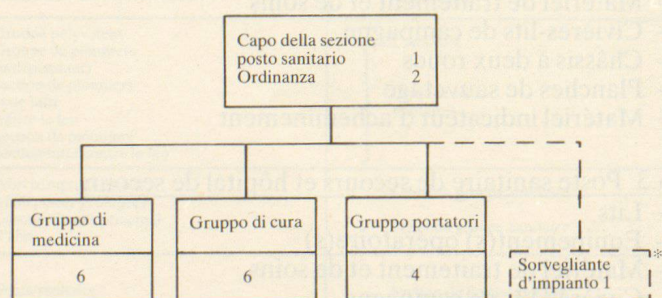 Capo della sezione
posto sanitario 1
Ordinanza 2
Gruppo di
medicina
6
Gruppo di cura
6
Gruppo portatori
4
*
Sorvegliante
d'impianto 1